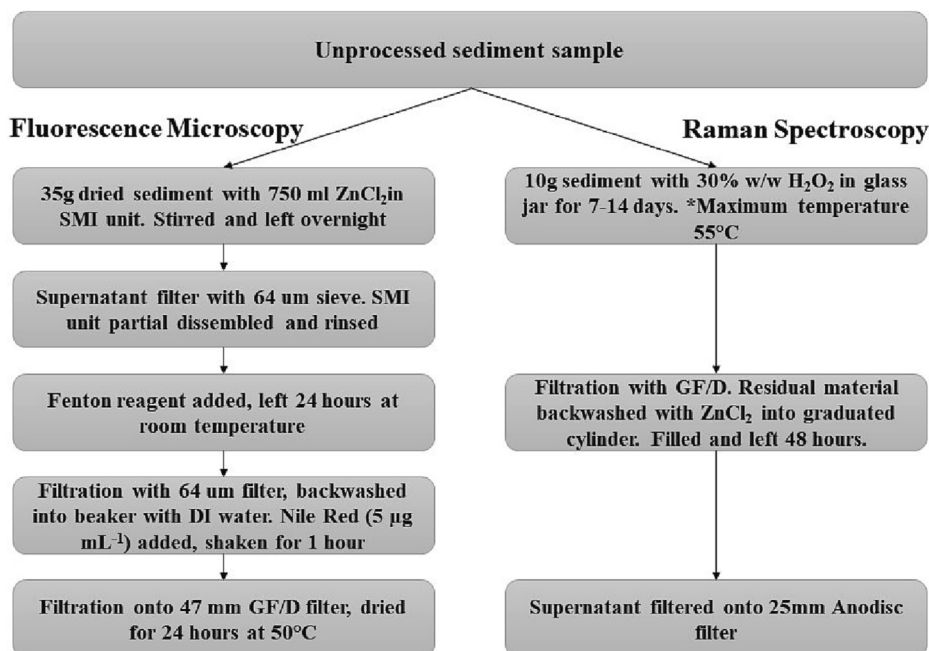 Unprocessed sediment sample
Fluorescence Microscopy
35g dried sediment with 750 ml ZnCl₂in
SMI unit. Stirred and left overnight
Supernatant filter with 64 um sieve. SMI
unit partial dissembled and rinsed
Fenton reagent added, left 24 hours at
room temperature
Filtration with 64 um filter, backwashed
into beaker with DI water. Nile Red (5 µg
mL⁻¹) added, shaken for 1 hour
Filtration onto 47 mm GF/D filter, dried
for 24 hours at 50°C
Raman Spectroscopy
10g sediment with 30% w/w H₂O₂ in glass
jar for 7-14 days. *Maximum temperature
55°C
Filtration with GF/D. Residual material
backwashed with ZnCl₂ into graduated
cylinder. Filled and left 48 hours.
Supernatant filtered onto 25mm Anodisc
filter